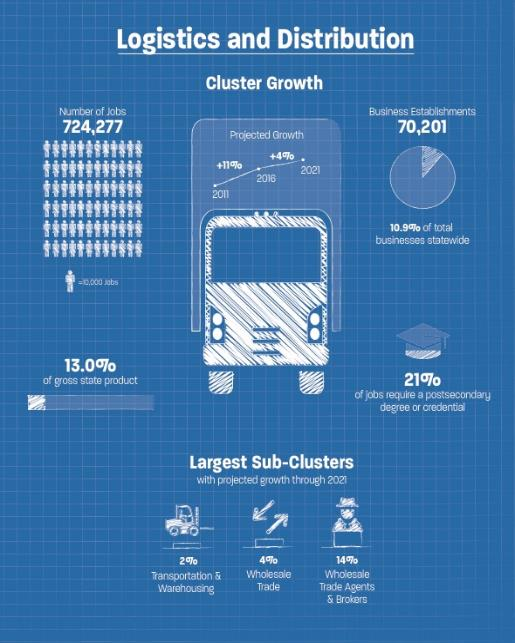 Logistics and Distribution
Cluster Growth
Number of Jobs
724,277
=10,000 Jobs
Projected Growth
+11%
+4%
2011
2016
2021
Business Establishments
70,201
10.9% of total
businesses statewide
13.0%
of gross state product
21%
of jobs require a postsecondary
degree or credential
Largest Sub-Clusters
with projected growth through 2021
2%
Transportation &
Warehousing
4%
Wholesale
Trade
14%
Wholesale
Trade Agents
& Brokers